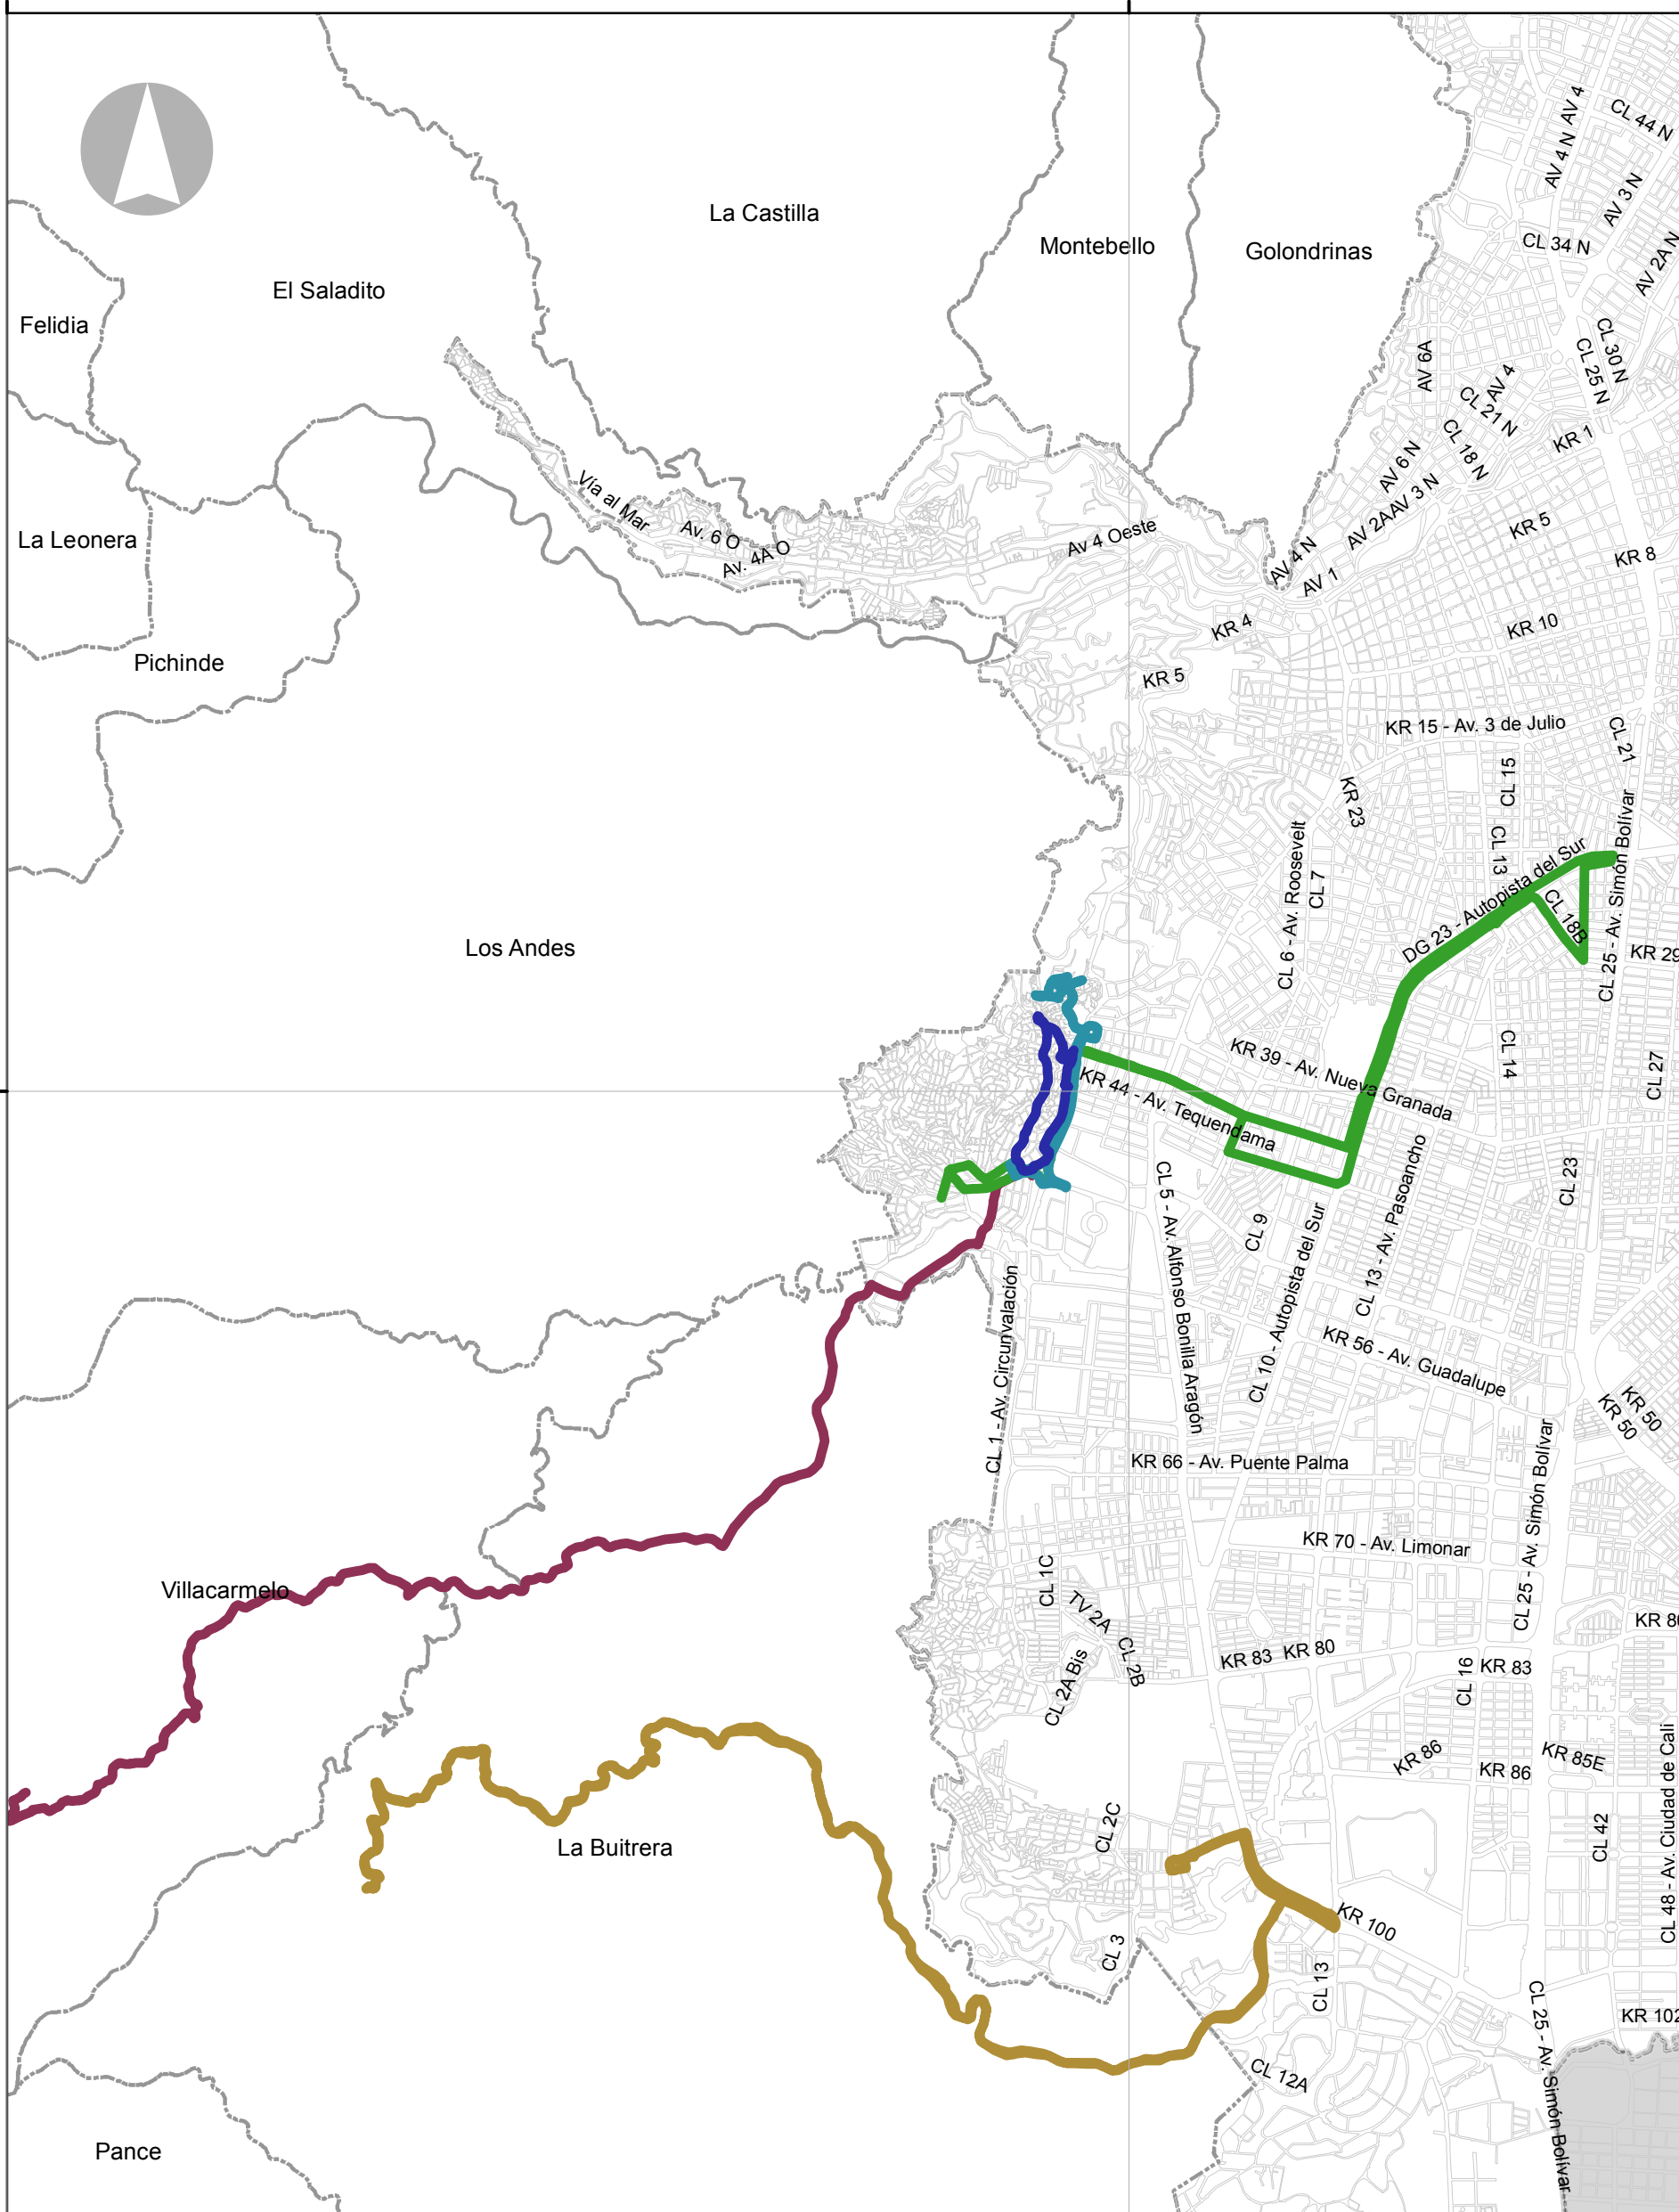 AV 4
CL 44 N
AV 4 N
AV 3 N
La Castilla
Montebello
Golondrinas
CL 34 N
AV 2A N
El Saladito
Felidia
CL 30 N
CL 25 N
AV 6A
AV 4
CL 21 N
CL 18 N
KR 1
AV 6 N
Vía al Mar
Av. 6 O
Av. 4A O
Av 4 Oeste
AV 3 N
AV 2A
KR 5
La Leonera
AV 4 N
AV 1
KR 8
KR 4
KR 10
Pichinde
KR 5
KR 15 - Av. 3 de Julio
CL 21
CL 15
KR 23
CL 13
CL 6 - Av. Roosevelt
CL 7
DG 23 - Autopista del Sur
CL 18B
CL 25 - Av. Simón Bolívar
KR 29
Los Andes
KR 39 - Av. Nueva Granada
CL 14
CL 27
KR 44 - Av. Tequendama
CL 13 - Av. Pasoancho
CL 23
CL 5 - Av. Alfonso Bonilla Aragón
CL 9
CL 10 - Autopista del Sur
CL 1 - Av. Circunvalación
KR 56 - Av. Guadalupe
KR 50
KR 50
KR 66 - Av. Puente Palma
CL 25 - Av. Simón Bolívar
KR 70 - Av. Limonar
Villacarmelo
CL 1C
TV 2A
CL 2B
CL 2A Bis
KR 83
KR 80
KR 80
CL 16
KR 83
KR 86
KR 86
KR 85E
CL 48 - Av. Ciudad de Cali
CL 42
La Buitrera
CL 2C
KR 100
CL 3
CL 13
CL 25 - Av. Simón Bolívar
KR 102
CL 12A
Pance